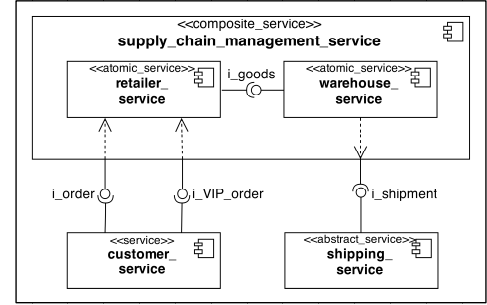 <<composite_service>>
supply_chain_management_service
<<atomic_service>>
retailer_
service
i_goods
<<atomic_service>>
warehouse_
service
i_order
i_VIP_order
i_shipment
<<service>>
customer_
service
<<abstract_service>>
shipping_
service